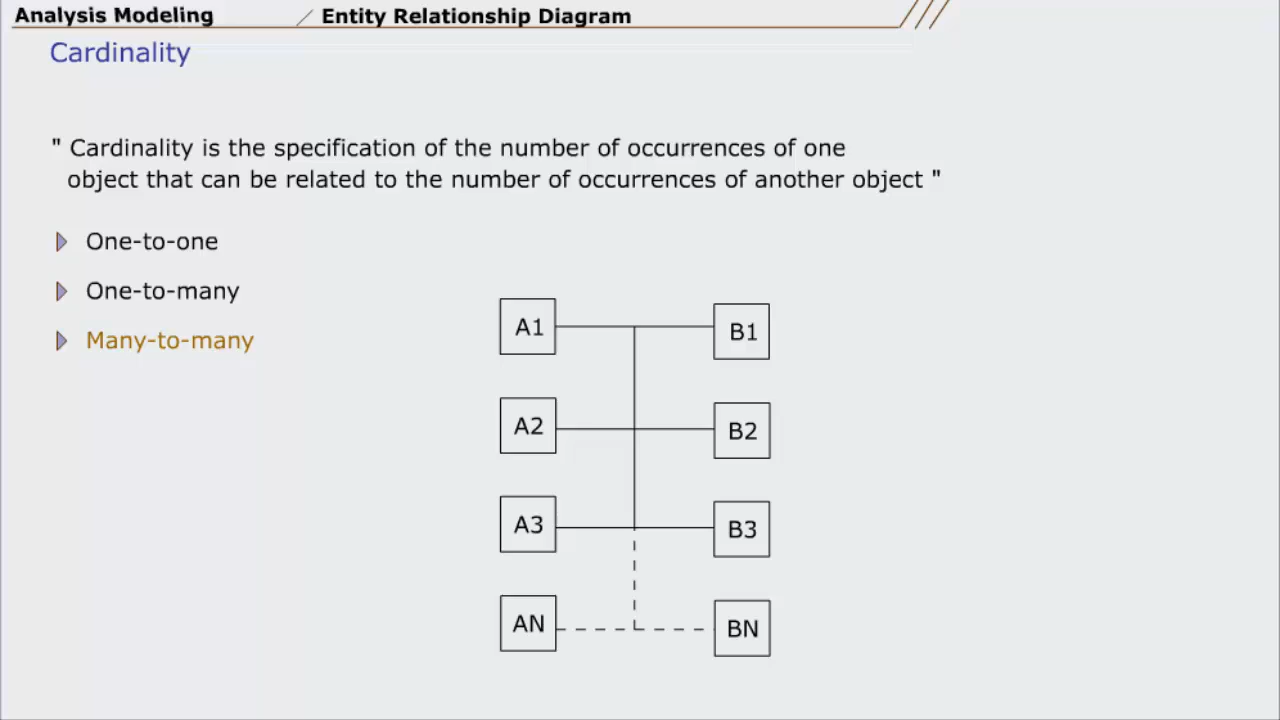 Analysis Modeling / Entity Relationship Diagram
Cardinality
" Cardinality is the specification of the number of occurrences of one
object that can be related to the number of occurrences of another object "
One-to-one
One-to-many
Many-to-many
A1 B1
A2 B2
A3 B3
AN BN